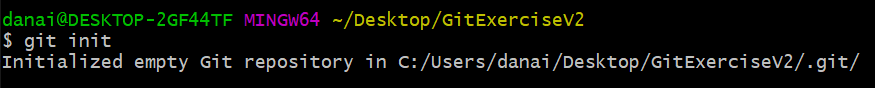 danai@DESKTOP-2GF44TF MINGW64 ~/Desktop/GitExerciseV2
$ git init
Initialized empty Git repository in C:/Users/danai/Desktop/GitExerciseV2/.git/